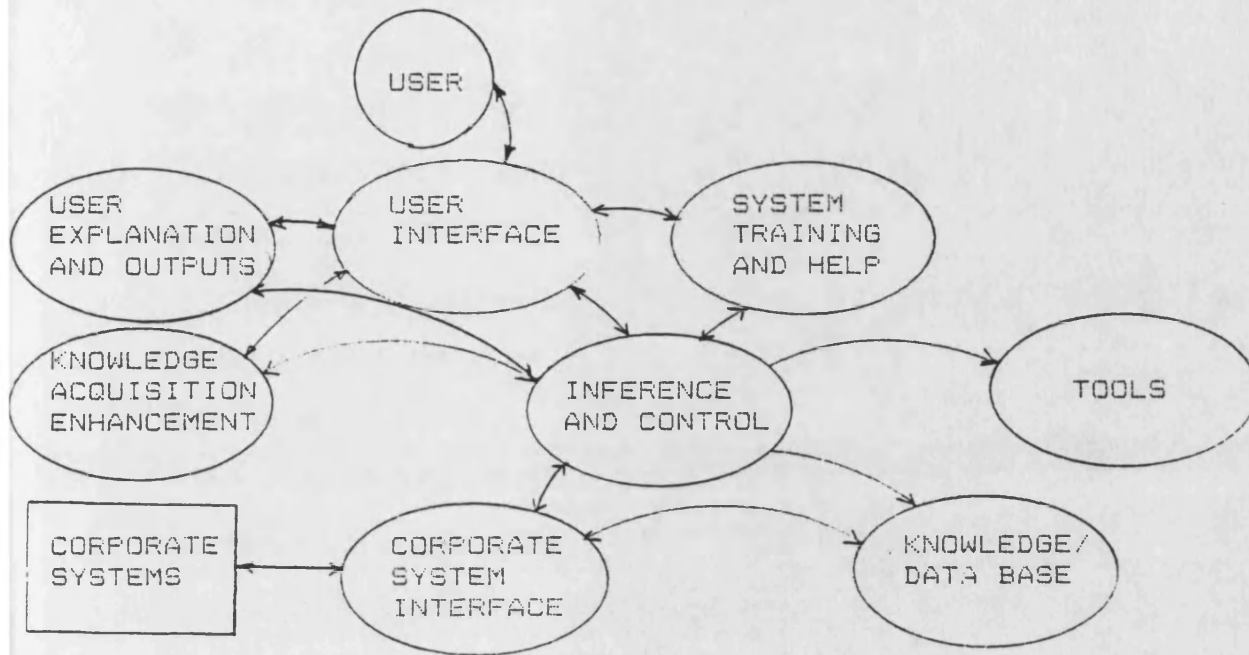 USER
USER
EXPLANATION
AND OUTPUTS
USER
INTERFACE
SYSTEM
TRAINING
AND HELP
KNOWLEDGE
ACQUISITION
ENHANCEMENT
INFERENCE
AND CONTROL
TOOLS
CORPORATE
SYSTEMS
CORPORATE
SYSTEM
INTERFACE
KNOWLEDGE/
DATA BASE